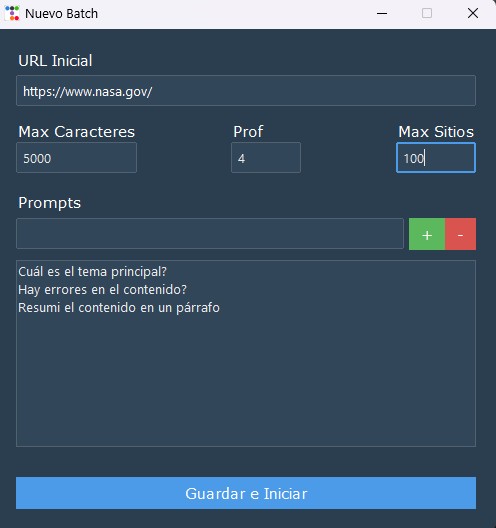 Nuevo Batch
URL Inicial
https://www.nasa.gov/
Max Caracteres
Prof
Max Sitios
5000
4
100
Prompts
+
-
Cuál es el tema principal?
Hay errores en el contenido?
Resumi el contenido en un párrafo
Guardar e Iniciar